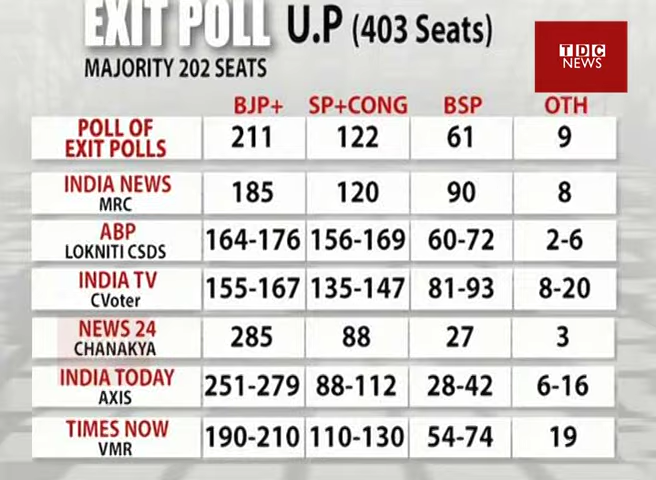 EXIT POLL U.P (403 Seats)
TDC
NEWS
MAJORITY 202 SEATS
BJP+ SP+CONG BSP OTH
POLL OF
EXIT POLLS 211 122 61 9
INDIA NEWS
MRC 185 120 90 8
ABP
LOKNITI CSDS 164-176 156-169 60-72 2-6
INDIA TV
CVoter 155-167 135-147 81-93 8-20
NEWS 24
CHANAKYA 285 88 27 3
INDIA TODAY
AXIS 251-279 88-112 28-42 6-16
TIMES NOW
VMR 190-210 110-130 54-74 19